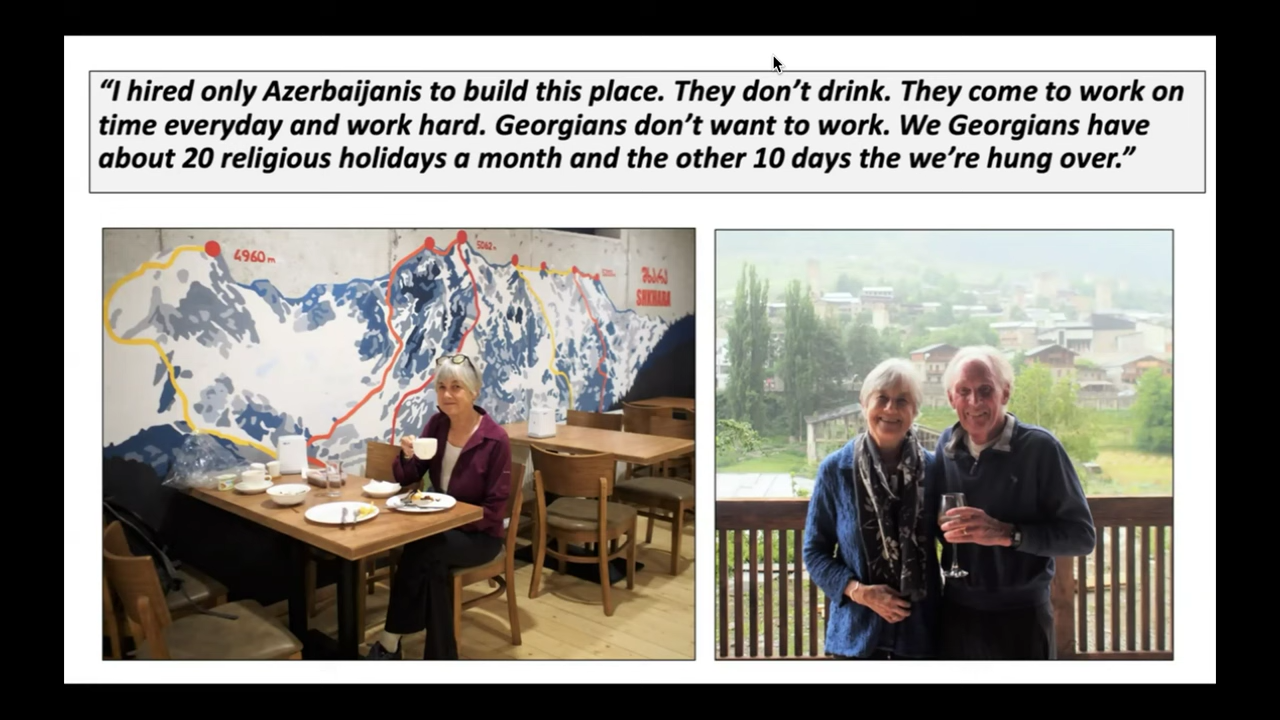 “I hired only Azerbaijanis to build this place. They don’t drink. They come to work on
time everyday and work hard. Georgians don’t want to work. We Georgians have
about 20 religious holidays a month and the other 10 days the we’re hung over.”
4960 m
შხარა
SHKHARA